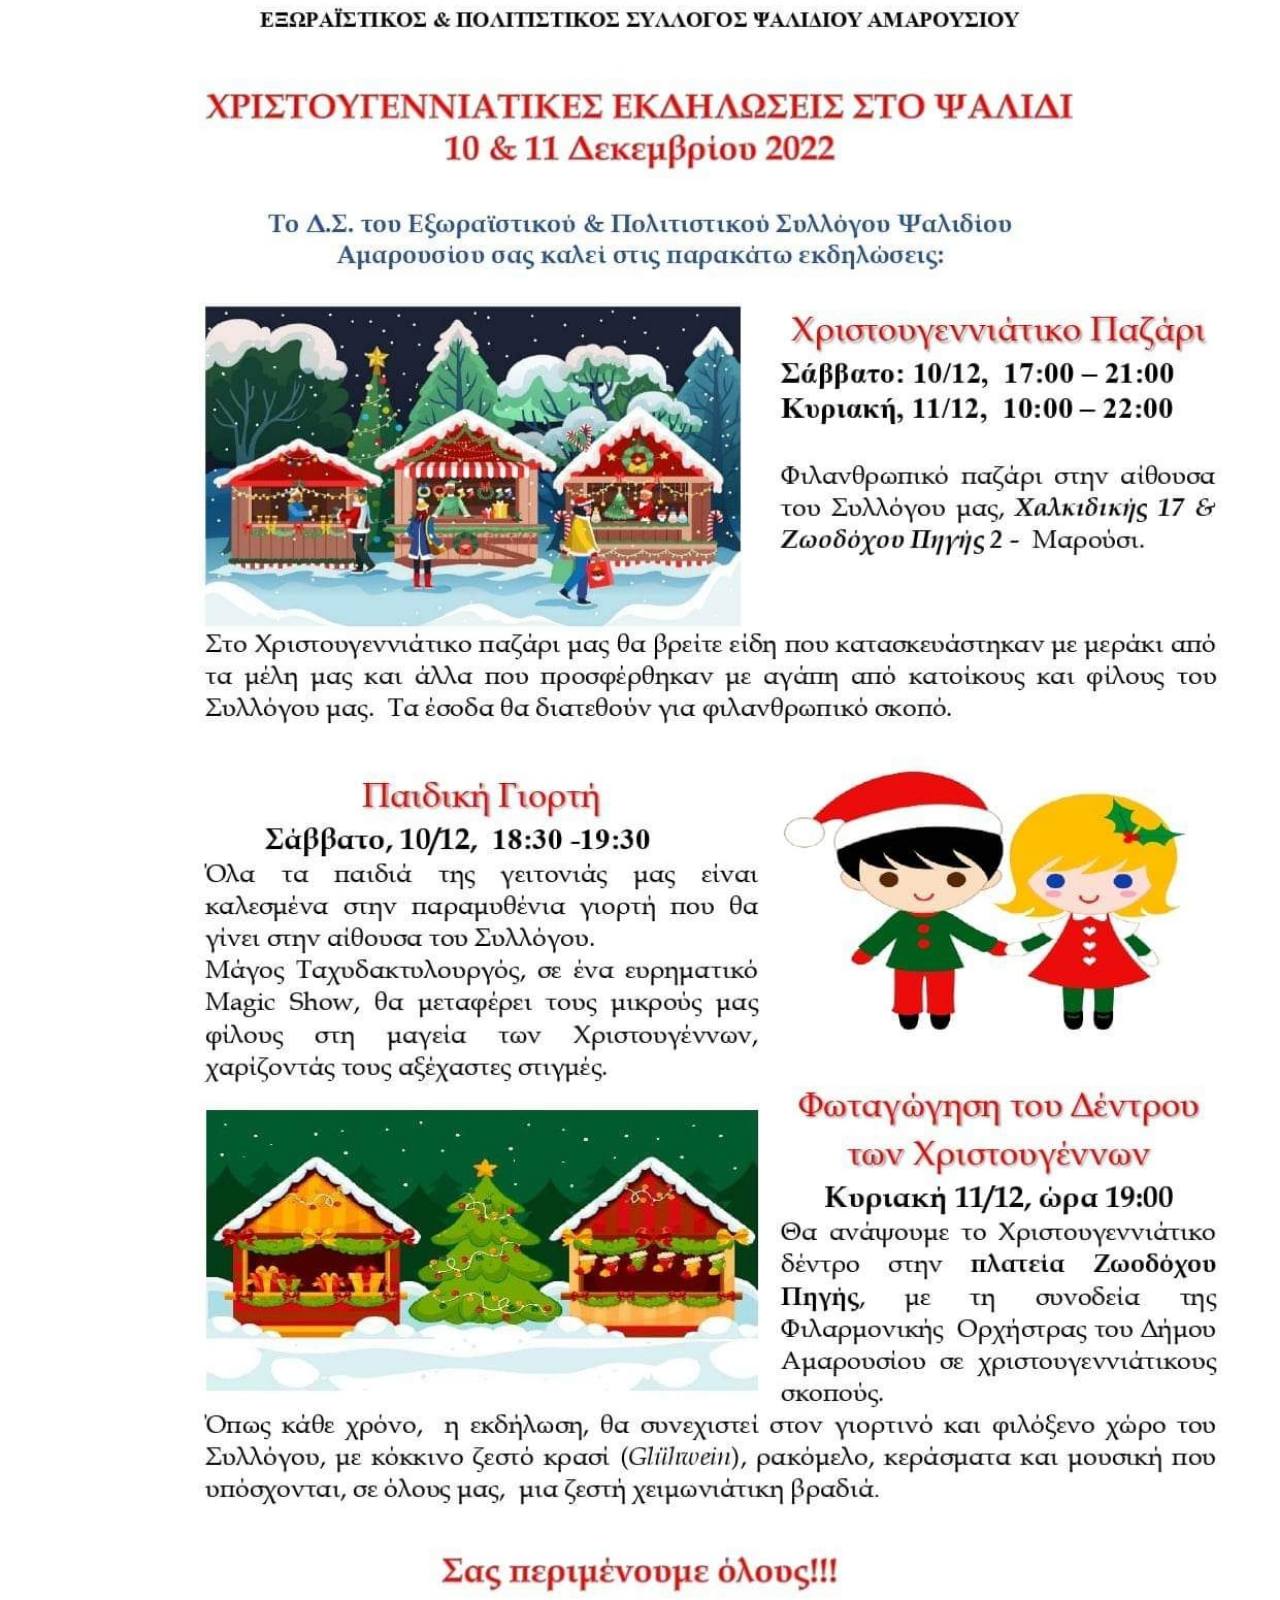 ΕΞΩΡΑΪΣΤΙΚΟΣ & ΠΟΛΙΤΙΣΤΙΚΟΣ ΣΥΛΛΟΓΟΣ ΨΑΛΙΔΙΟΥ ΑΜΑΡΟΥΣΙΟΥ
ΧΡΙΣΤΟΥΓΕΝΝΙΑΤΙΚΕΣ ΕΚΔΗΛΩΣΕΙΣ ΣΤΟ ΨΑΛΙΔΙ
10 & 11 Δεκεμβρίου 2022
Το Δ.Σ. του Εξωραϊστικού & Πολιτιστικού Συλλόγου Ψαλιδίου
Αμαρουσίου σας καλεί στις παρακάτω εκδηλώσεις:
Χριστουγεννιάτικο Παζάρι
Σάββατο: 10/12, 17:00 – 21:00
Κυριακή, 11/12, 10:00 – 22:00
Φιλανθρωπικό παζάρι στην αίθουσα
του Συλλόγου μας, Χαλκιδικής 17 &
Ζωοδόχου Πηγής 2 - Μαρούσι.
Στο Χριστουγεννιάτικο παζάρι μας θα βρείτε είδη που κατασκευάστηκαν με μεράκι από
τα μέλη μας και άλλα που προσφέρθηκαν με αγάπη από κατοίκους και φίλους του
Συλλόγου μας. Τα έσοδα θα διατεθούν για φιλανθρωπικό σκοπό.
Παιδική Γιορτή
Σάββατο, 10/12, 18:30 -19:30
Όλα τα παιδιά της γειτονιάς μας είναι
καλεσμένα στην παραμυθένια γιορτή που θα
γίνει στην αίθουσα του Συλλόγου.
Μάγος Ταχυδακτυλουργός, σε ένα ευρηματικό
Magic Show, θα μεταφέρει τους μικρούς μας
φίλους στη μαγεία των Χριστουγέννων,
χαρίζοντάς τους αξέχαστες στιγμές.
Φωταγώγηση του Δέντρου
των Χριστουγέννων
Κυριακή 11/12, ώρα 19:00
Θα ανάψουμε το Χριστουγεννιάτικο
δέντρο στην πλατεία Ζωοδόχου
Πηγής, με τη συνοδεία της
Φιλαρμονικής Ορχήστρας του Δήμου
Αμαρουσίου σε χριστουγεννιάτικους
σκοπούς.
Όπως κάθε χρόνο, η εκδήλωση, θα συνεχιστεί στον γιορτινό και φιλόξενο χώρο του
Συλλόγου, με κόκκινο ζεστό κρασί (Glühwein), ρακόμελο, κεράσματα και μουσική που
υπόσχονται, σε όλους μας, μια ζεστή χειμωνιάτικη βραδιά.
Σας περιμένουμε όλους!!!